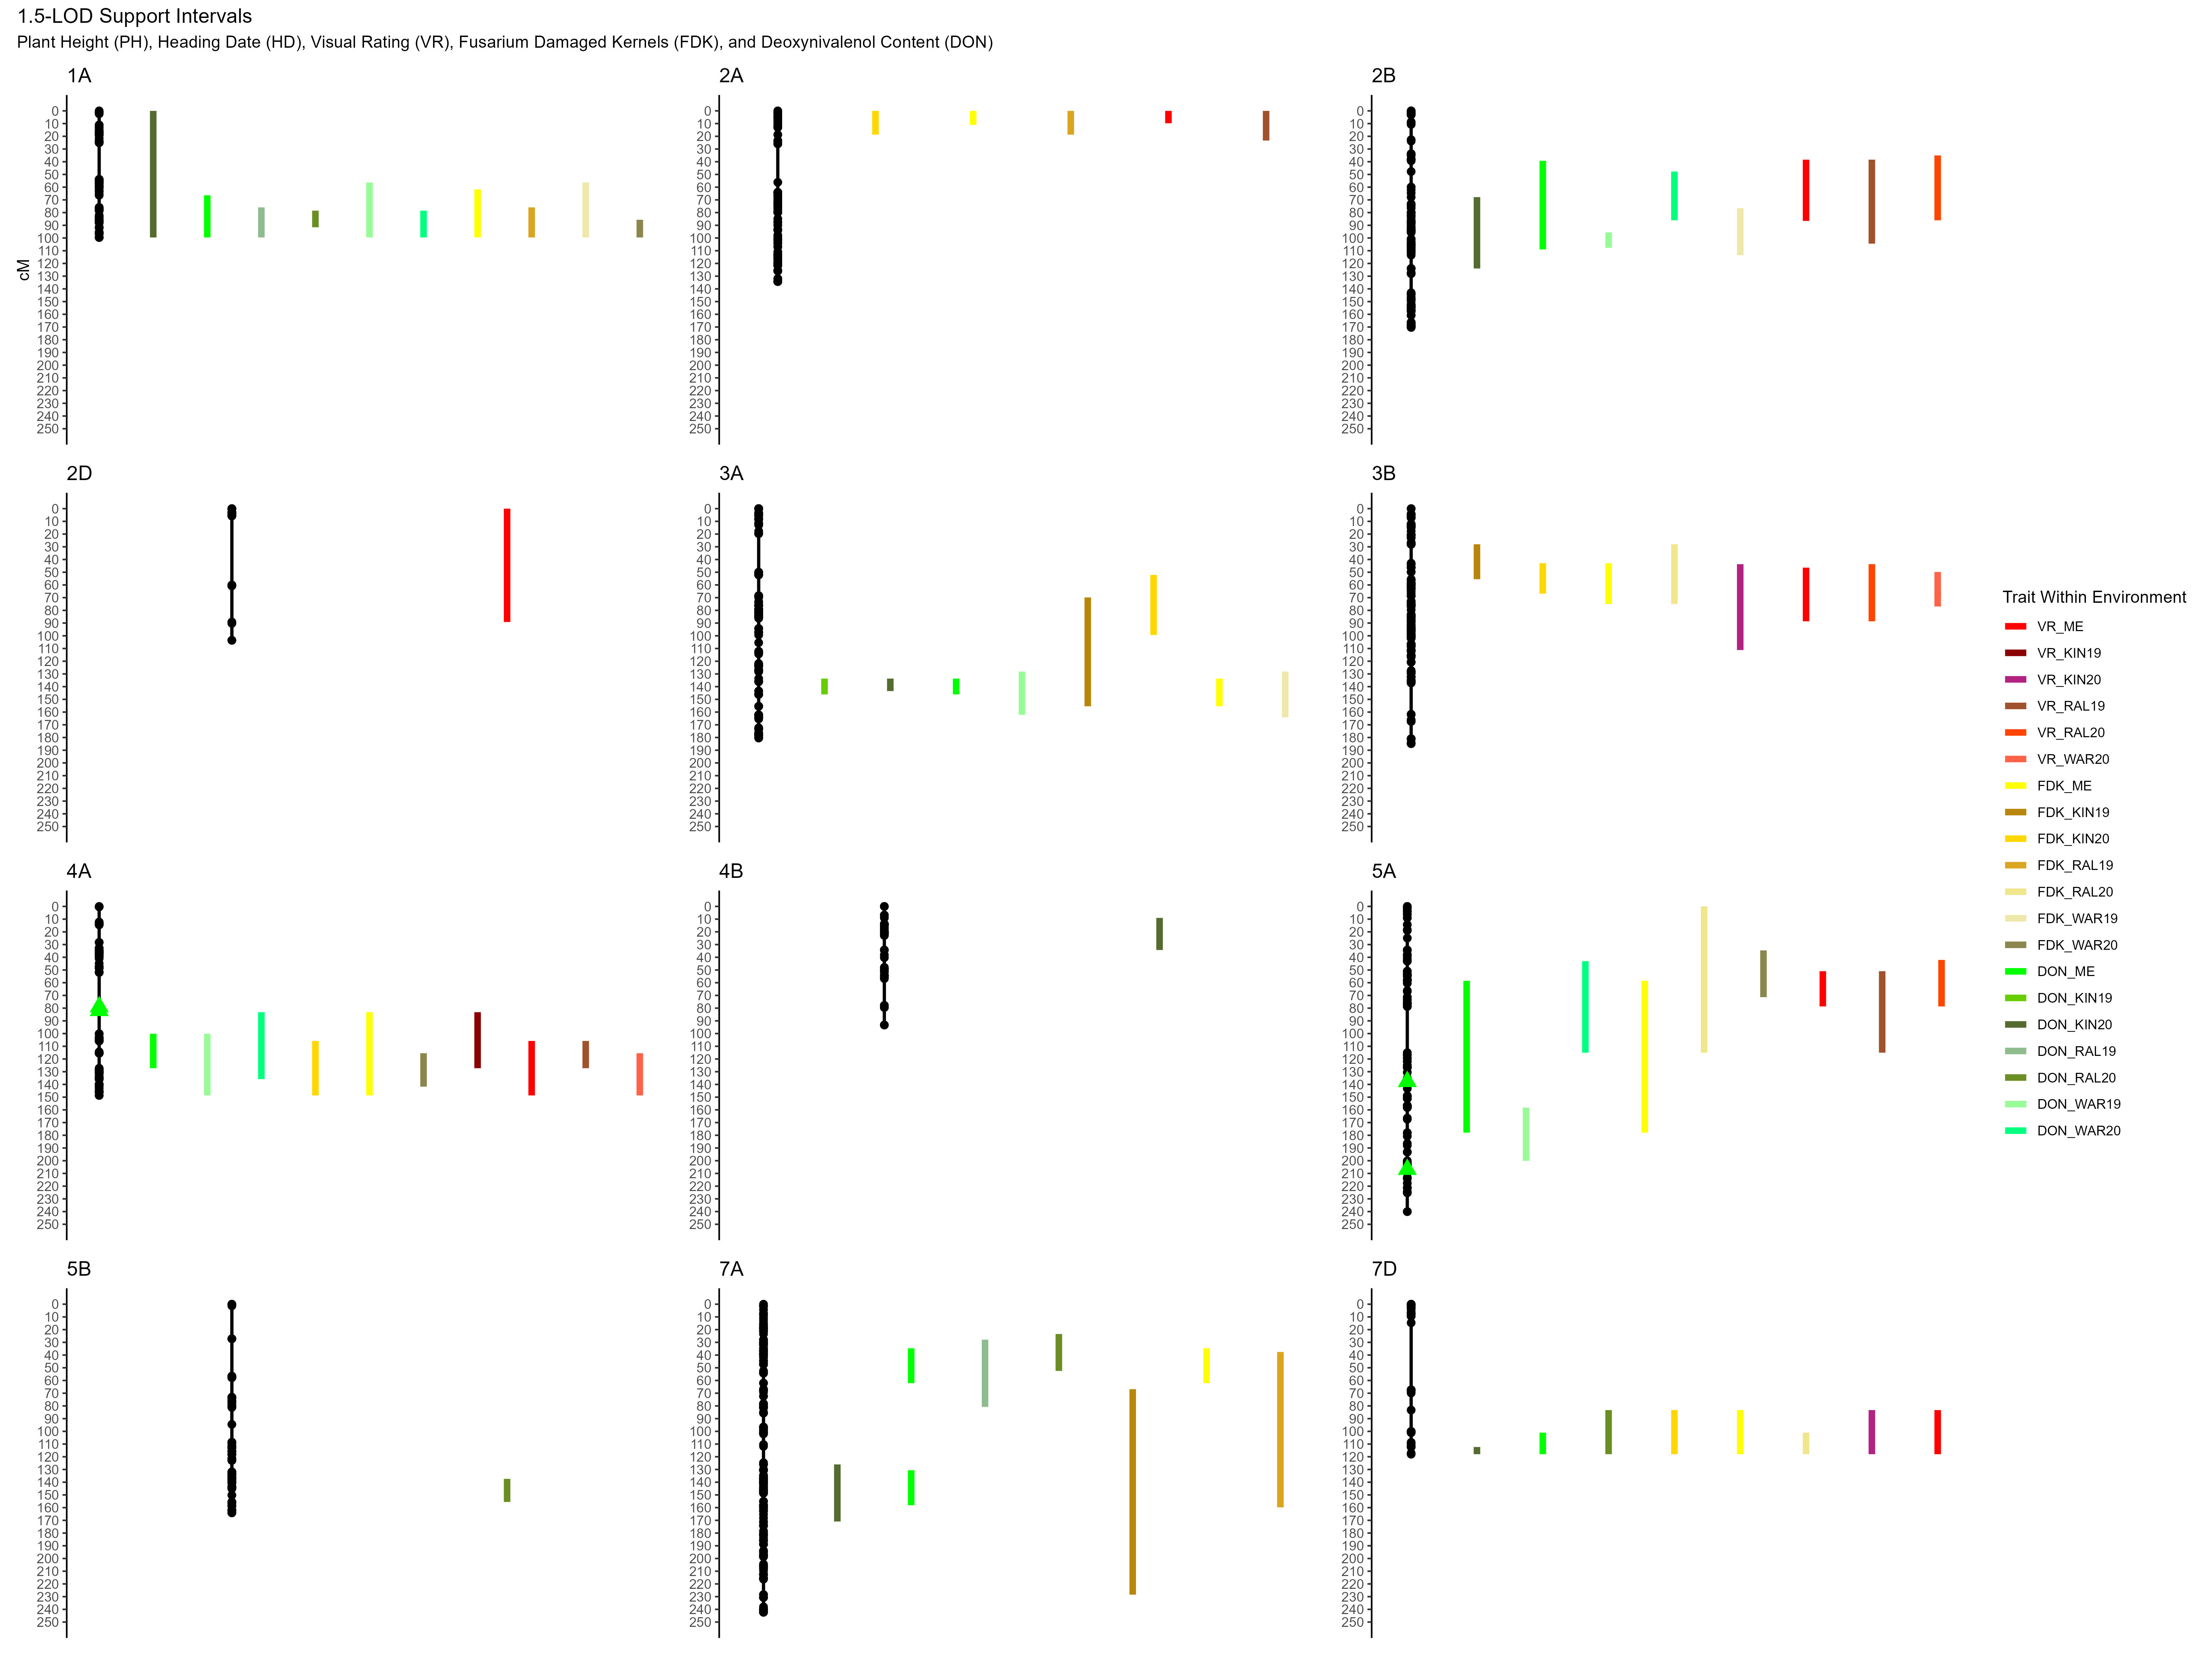 1.5-LOD Support Intervals
Plant Height (PH), Heading Date (HD), Visual Rating (VR), Fusarium Damaged Kernels (FDK), and Deoxynivalenol Content (DON)
1A 2A 2B
cM
0 0 0
10 10 10
20 20 20
30 30 30
40 40 40
50 50 50
60 60 60
70 70 70
80 80 80
90 90 90
100 100 100
110 110 110
120 120 120
130 130 130
140 140 140
150 150 150
160 160 160
170 170 170
180 180 180
190 190 190
200 200 200
210 210 210
220 220 220
230 230 230
240 240 240
250 250 250
2D 3A 3B
0 0 0
10 10 10
20 20 20
30 30 30
40 40 40
50 50 50
60 60 60
70 70 70
80 80 80
90 90 90
100 100 100
110 110 110
120 120 120
130 130 130
140 140 140
150 150 150
160 160 160
170 170 170
180 180 180
190 190 190
200 200 200
210 210 210
220 220 220
230 230 230
240 240 240
250 250 250
4A 4B 5A
0 0 0
10 10 10
20 20 20
30 30 30
40 40 40
50 50 50
60 60 60
70 70 70
80 80 80
90 90 90
100 100 100
110 110 110
120 120 120
130 130 130
140 140 140
150 150 150
160 160 160
170 170 170
180 180 180
190 190 190
200 200 200
210 210 210
220 220 220
230 230 230
240 240 240
250 250 250
5B 7A 7D
0 0 0
10 10 10
20 20 20
30 30 30
40 40 40
50 50 50
60 60 60
70 70 70
80 80 80
90 90 90
100 100 100
110 110 110
120 120 120
130 130 130
140 140 140
150 150 150
160 160 160
170 170 170
180 180 180
190 190 190
200 200 200
210 210 210
220 220 220
230 230 230
240 240 240
250 250 250
Trait Within Environment
VR_ME
VR_KIN19
VR_KIN20
VR_RAL19
VR_RAL20
VR_WAR20
FDK_ME
FDK_KIN19
FDK_KIN20
FDK_RAL19
FDK_RAL20
FDK_WAR19
FDK_WAR20
DON_ME
DON_KIN19
DON_KIN20
DON_RAL19
DON_RAL20
DON_WAR19
DON_WAR20